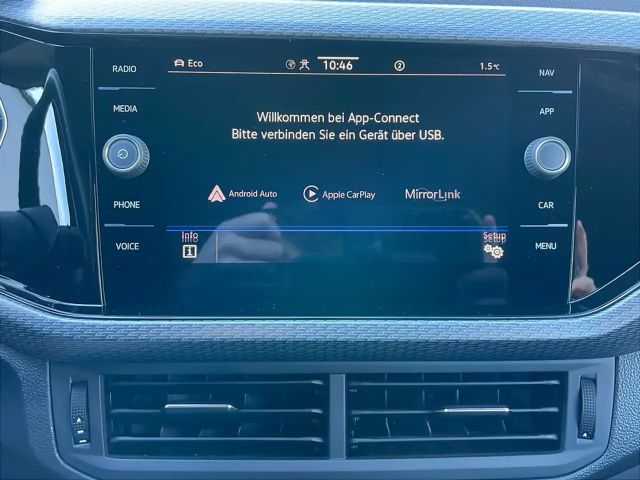 RADIO
MEDIA
PHONE
VOICE
Eco
10:46
2
1.5°C
Willkommen bei App-Connect
Bitte verbinden Sie ein Gerät über USB.
Android Auto
Apple CarPlay
MirrorLink
Info
Setup
NAV
APP
CAR
MENU